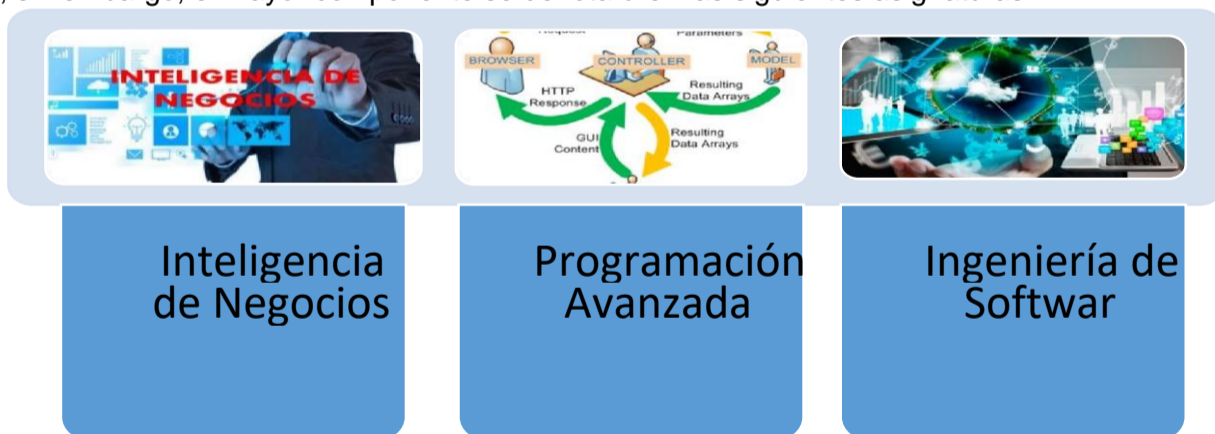 INTELIGENCIA DE
NEGOCIOS
Parameters
BROWSER
CONTROLLER
MODEL
HTTP
Response
Resulting
Data Arrays
GUI
Content
Resulting
Data Arrays
Inteligencia
de Negocios
Programación
Avanzada
Ingeniería de
Softwar